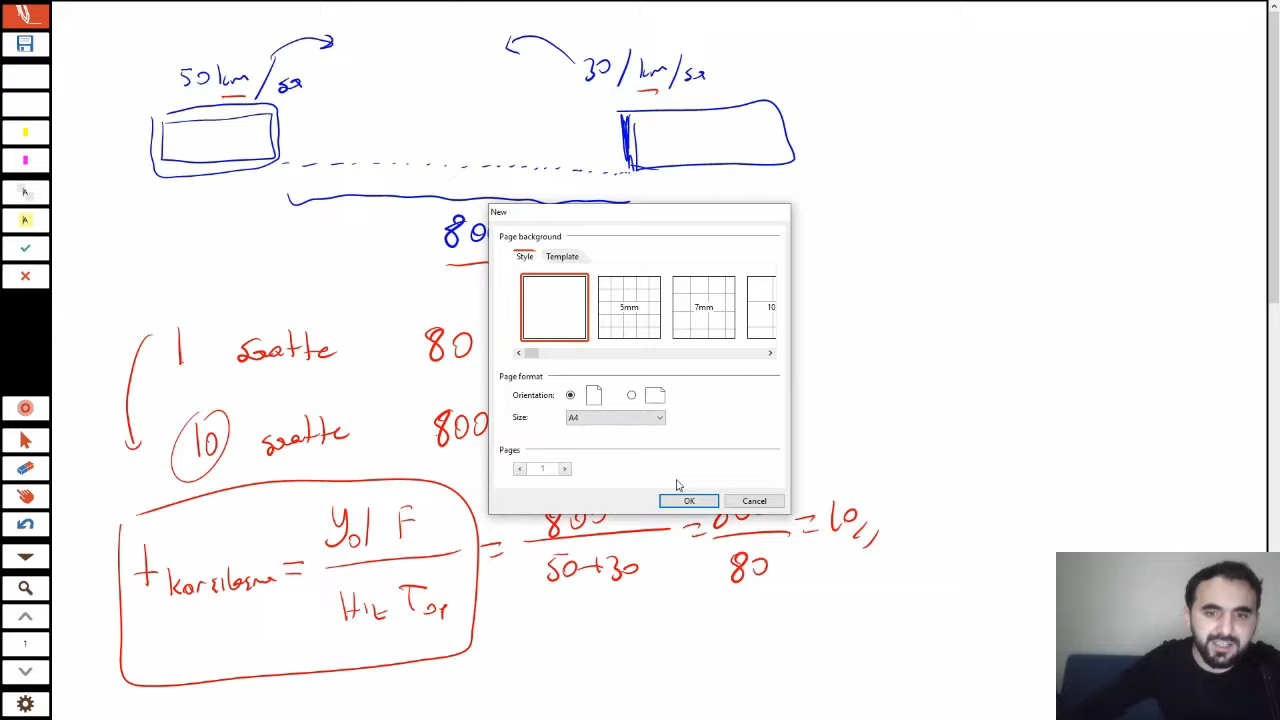 50 km/sa
30/km/sa
New
Page background
Style Template
5mm 7mm 10
80
1 saatte 80
Page format
Orientation:
Size: A4
10 saatte 800
Pages
1
OK Cancel
t karşılaşma = yol F / Hız Top = 800 / 50+30 = 800 / 80 = 10
1